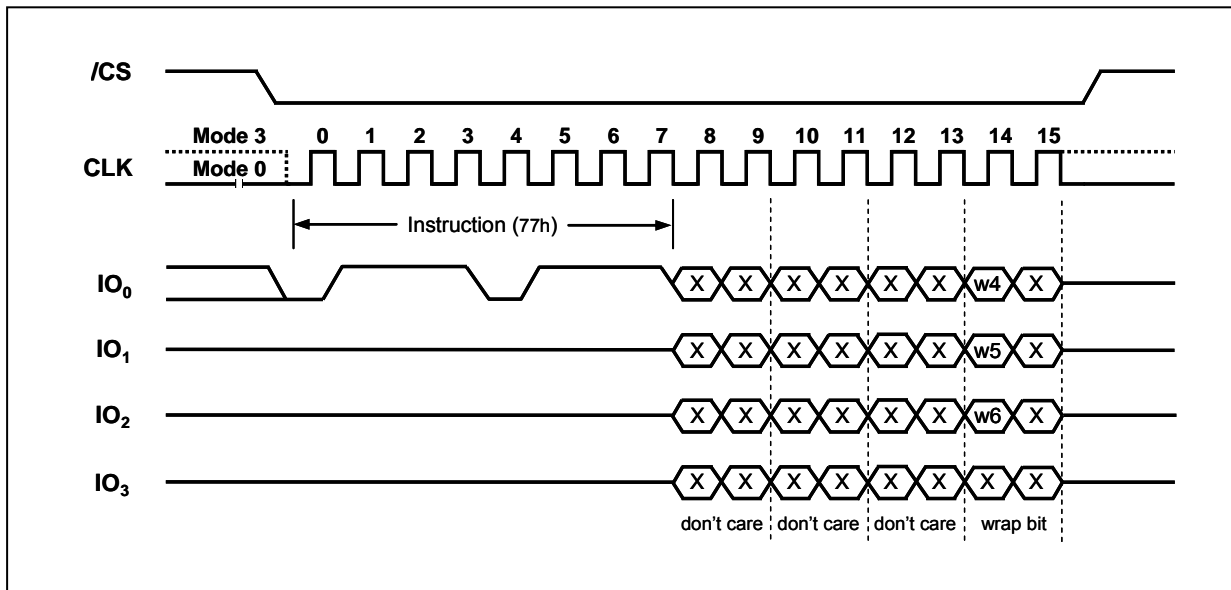 /CS
Mode 3 0 1 2 3 4 5 6 7 8 9 10 11 12 13 14 15
CLK Mode 0
Instruction (77h)
IO0 X X X X X X w4 X
IO1 X X X X X X w5 X
IO2 X X X X X X w6 X
IO3 X X X X X X X X
don't care don't care don't care wrap bit